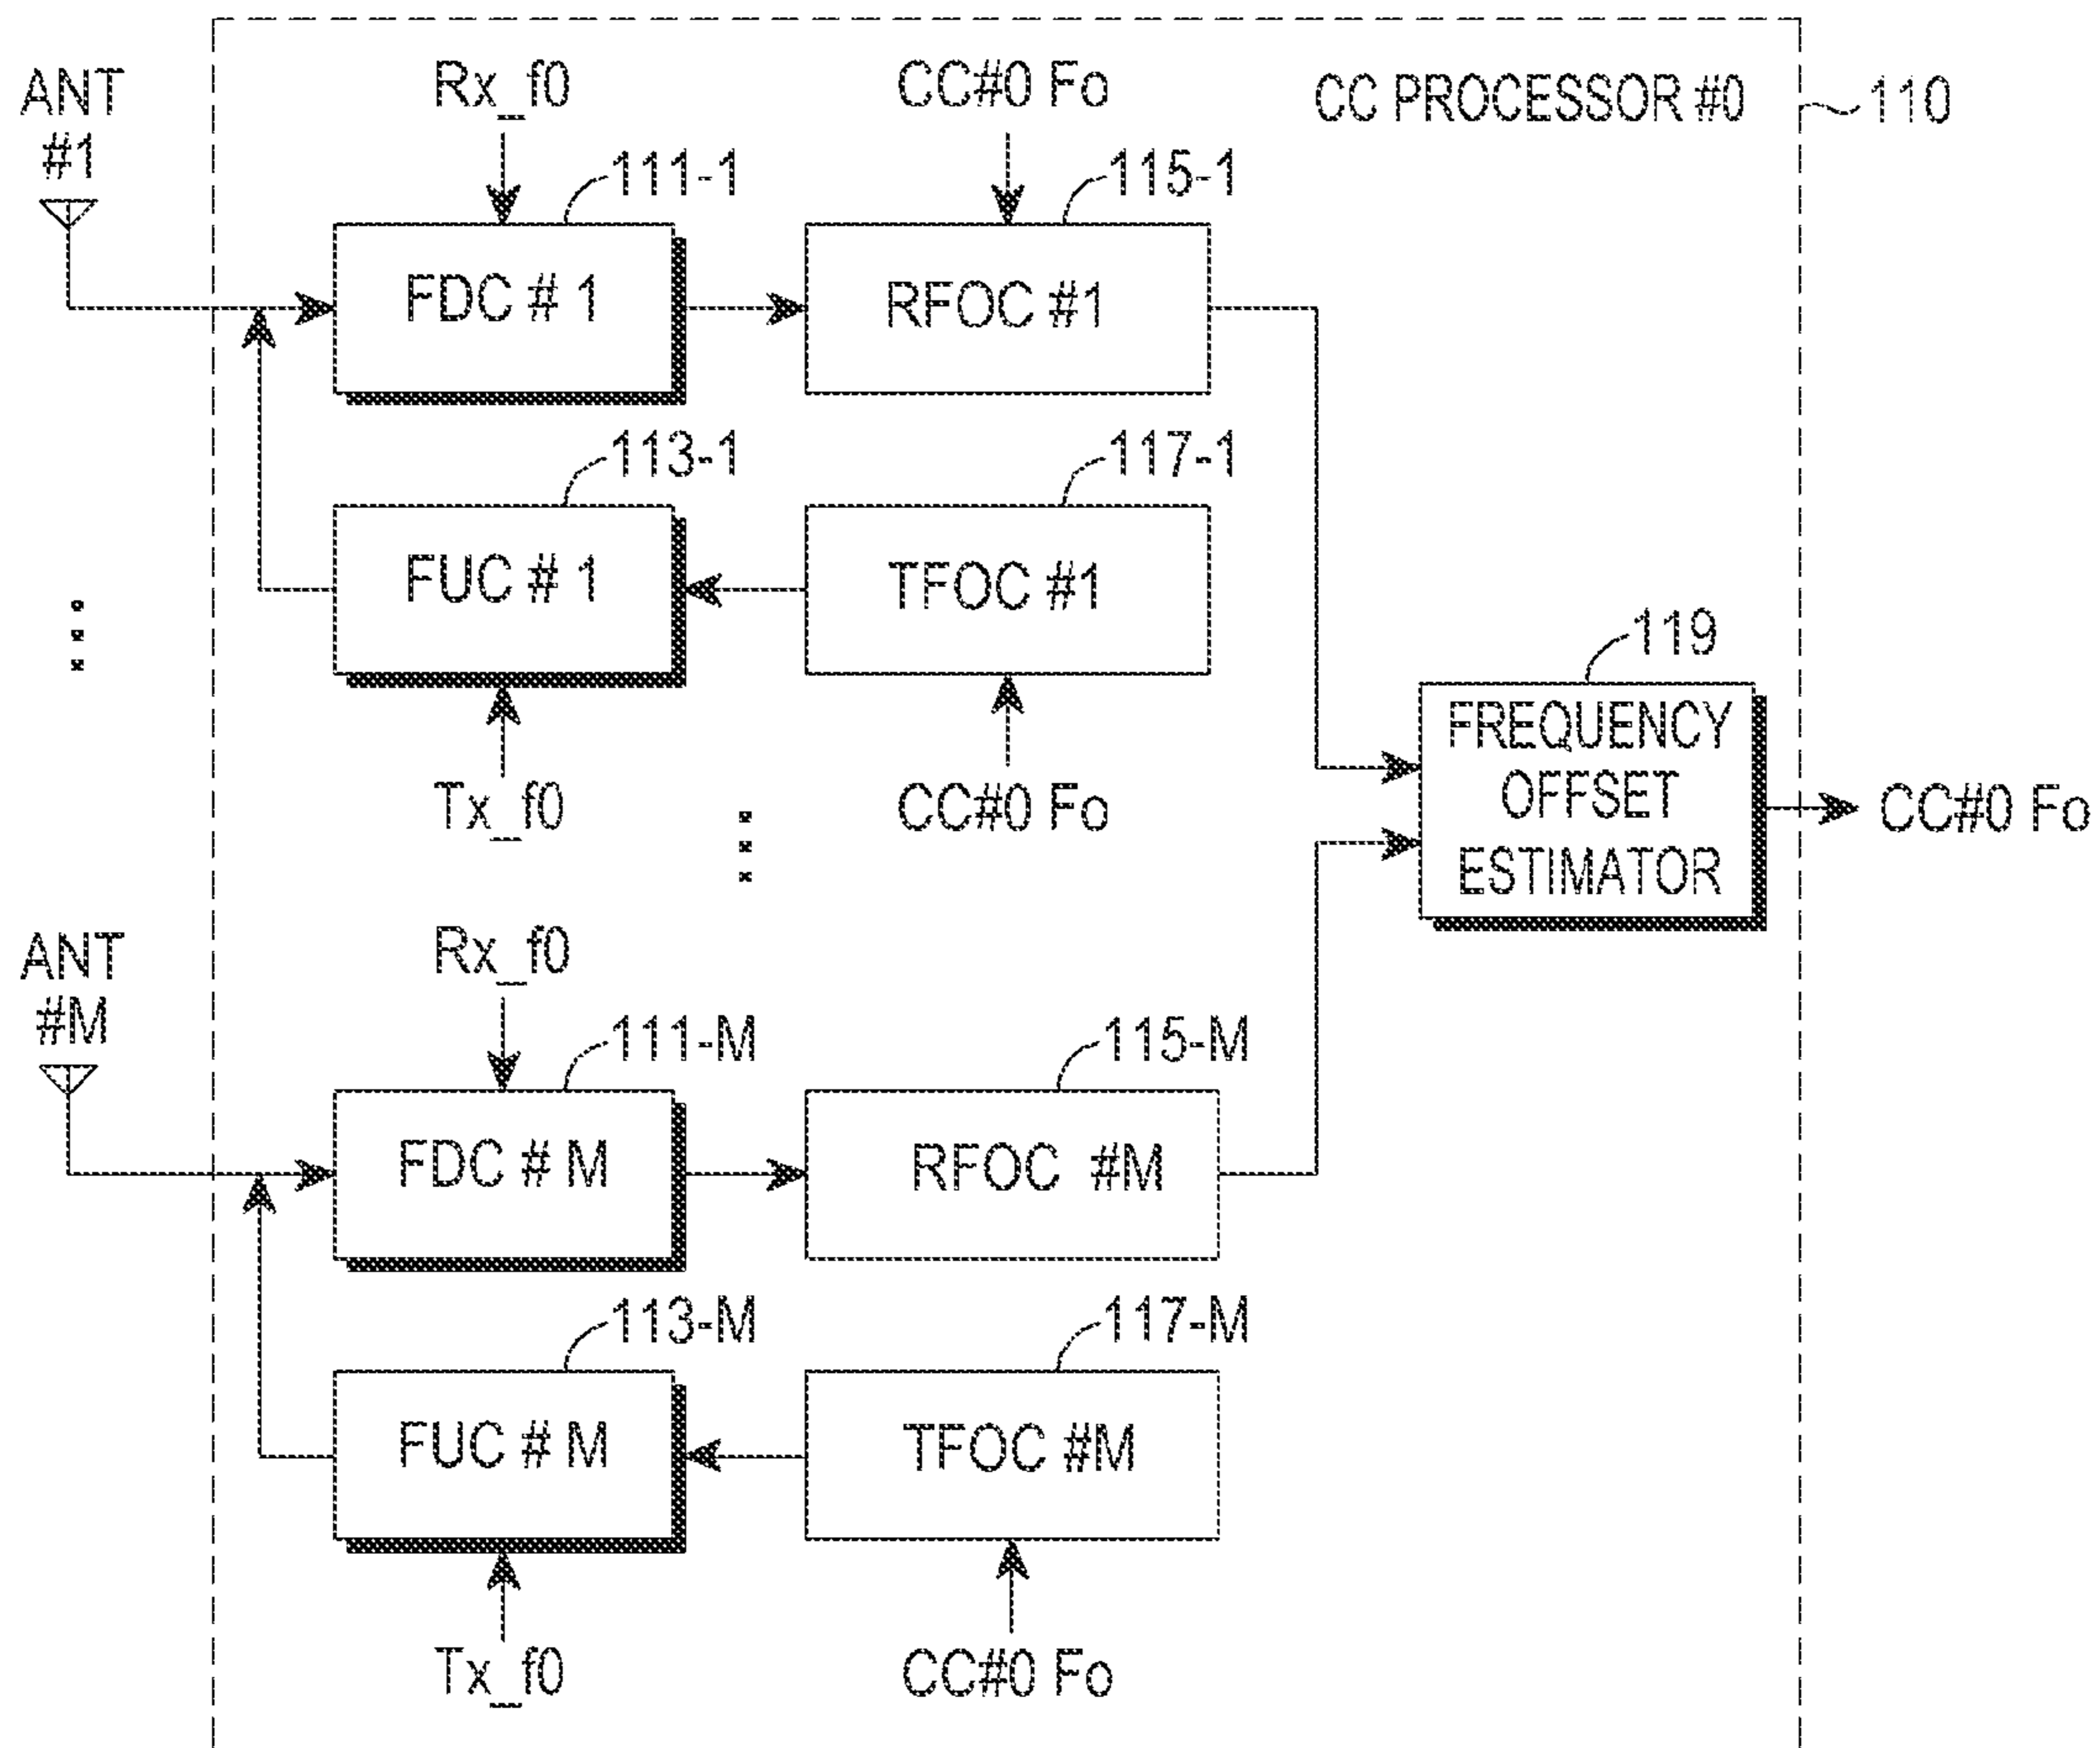 CC PROCESSOR #0
110
ANT
#1
Rx_f0
CC#0 Fo
111-1
115-1
FDC # 1
RFOC #1
113-1
117-1
FUC # 1
TFOC #1
Tx_f0
CC#0 Fo
119
FREQUENCY
OFFSET
ESTIMATOR
CC#0 Fo
ANT
#M
Rx_f0
111-M
115-M
FDC # M
RFOC #M
113-M
117-M
FUC # M
TFOC #M
Tx_f0
CC#0 Fo